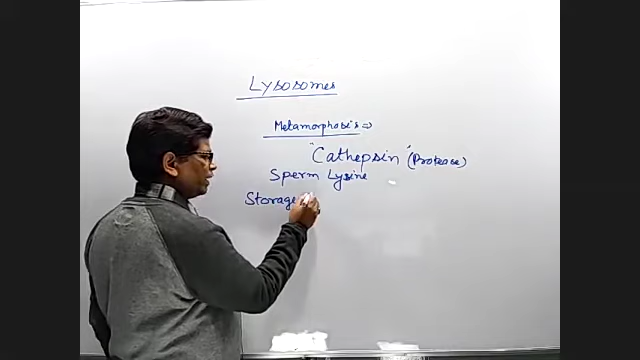 Lysosomes
Metamorphosis ⇒
"Cathepsin" (Protease)
Sperm Lysine
Storage